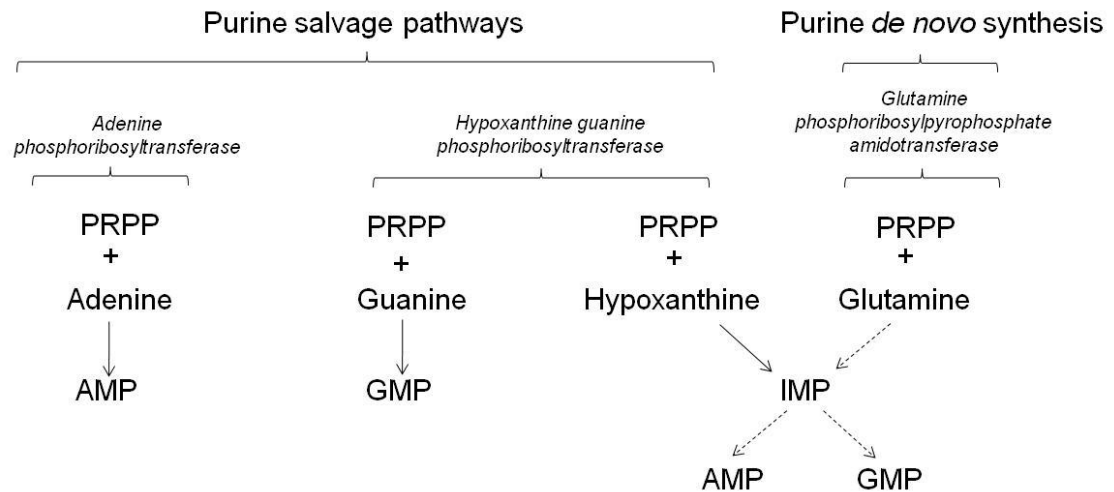 Purine salvage pathways
Purine de novo synthesis
Adenine
phosphoribosyltransferase
Hypoxanthine guanine
phosphoribosyltransferase
Glutamine
phosphoribosylpyrophosphate
amidotransferase
PRPP
+
Adenine
AMP
PRPP
+
Guanine
GMP
PRPP
+
Hypoxanthine
PRPP
+
Glutamine
IMP
AMP
GMP